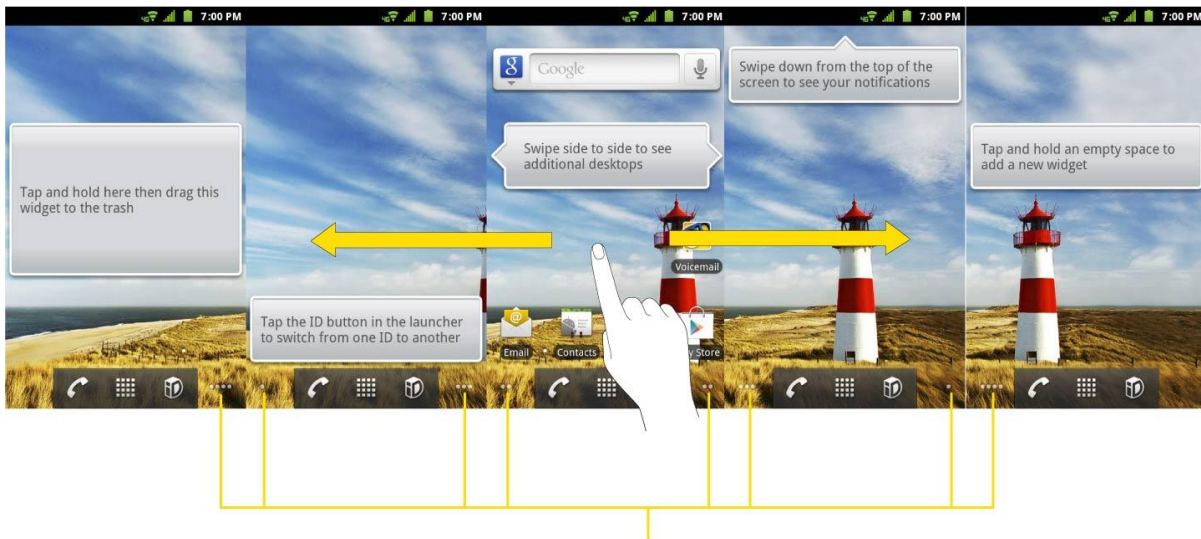 7:00 PM
7:00 PM
7:00 PM
7:00 PM
7:00 PM
Tap and hold here then drag this
widget to the trash
Tap the ID button in the launcher
to switch from one ID to another
g
Google
Swipe side to side to see
additional desktops
Voicemail
@
Email
Contacts
y Store
Swipe down from the top of the
screen to see your notifications
Tap and hold an empty space to
add a new widget